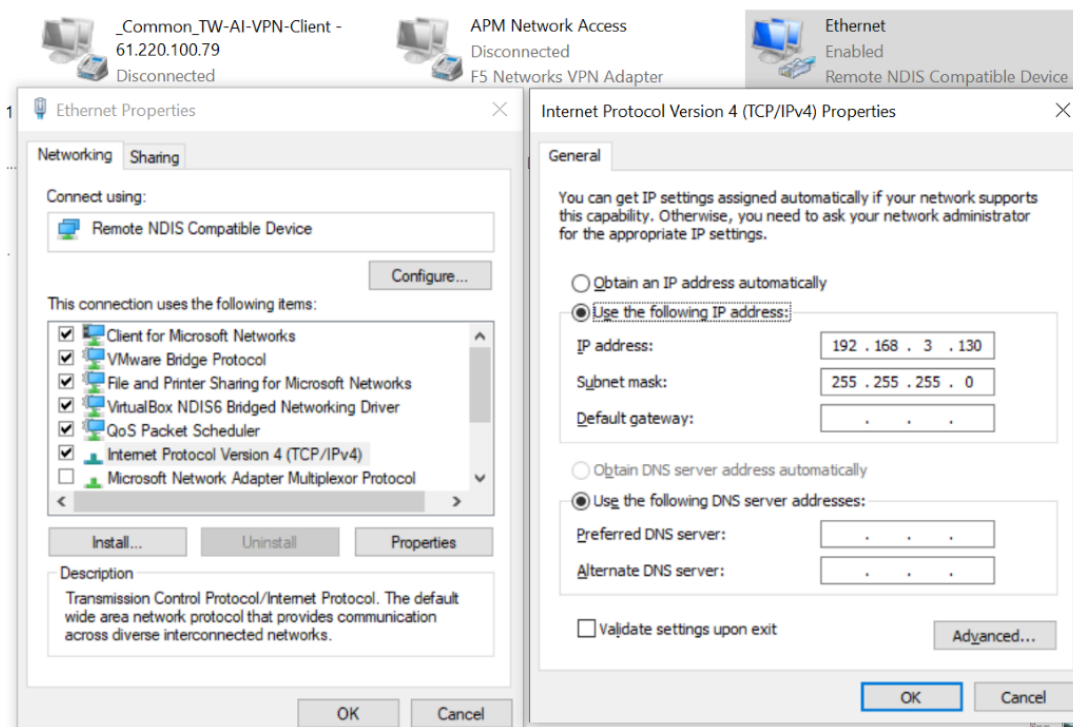 _Common_TW-AI-VPN-Client -
61.220.100.79
Disconnected
APM Network Access
Disconnected
F5 Networks VPN Adapter
Ethernet
Enabled
Remote NDIS Compatible Device
1
...
Ethernet Properties
Networking
Sharing
Connect using:
Remote NDIS Compatible Device
Configure...
This connection uses the following items:
Client for Microsoft Networks
VMware Bridge Protocol
File and Printer Sharing for Microsoft Networks
VirtualBox NDIS6 Bridged Networking Driver
QoS Packet Scheduler
Internet Protocol Version 4 (TCP/IPv4)
Microsoft Network Adapter Multiplexor Protocol
Install...
Uninstall
Properties
Description
Transmission Control Protocol/Internet Protocol. The default
wide area network protocol that provides communication
across diverse interconnected networks.
OK
Cancel
Internet Protocol Version 4 (TCP/IPv4) Properties
General
You can get IP settings assigned automatically if your network supports
this capability. Otherwise, you need to ask your network administrator
for the appropriate IP settings.
Obtain an IP address automatically
Use the following IP address:
IP address:
192 . 168 . 3 . 130
Subnet mask:
255 . 255 . 255 . 0
Default gateway:
. . .
Obtain DNS server address automatically
Use the following DNS server addresses:
Preferred DNS server:
. . .
Alternate DNS server:
. . .
Validate settings upon exit
Advanced...
OK
Cancel